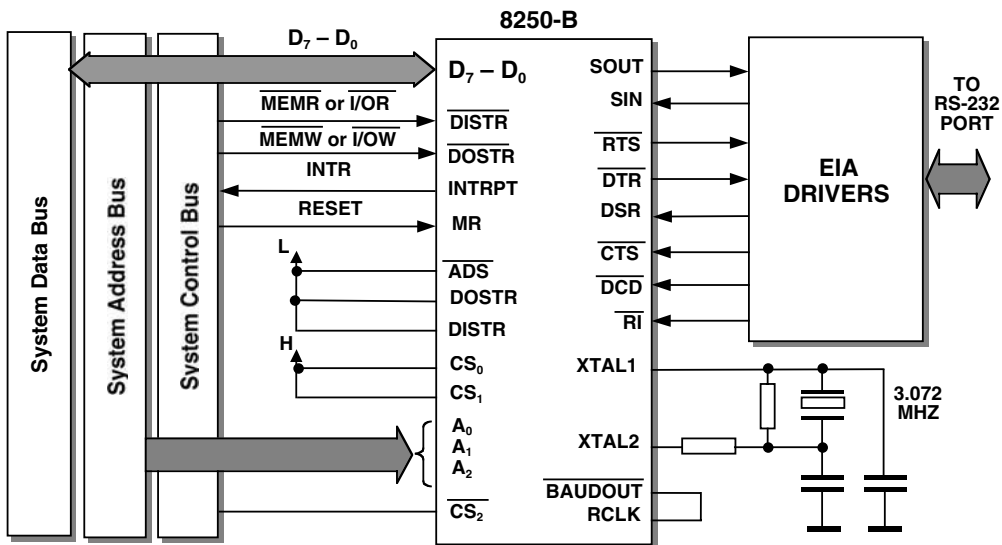 8250-B
System Data Bus
System Address Bus
System Control Bus
D₇ – D₀
MEMR or I/OR
MEMW or I/OW
INTR
RESET
L
H
D₇ – D₀
DISTR
DOSTR
INTRPT
MR
ADS
DOSTR
DISTR
CS₀
CS₁
A₀
A₁
A₂
CS₂
SOUT
SIN
RTS
DTR
DSR
CTS
DCD
RI
XTAL1
XTAL2
BAUDOUT
RCLK
EIA
DRIVERS
TO
RS-232
PORT
3.072
MHZ